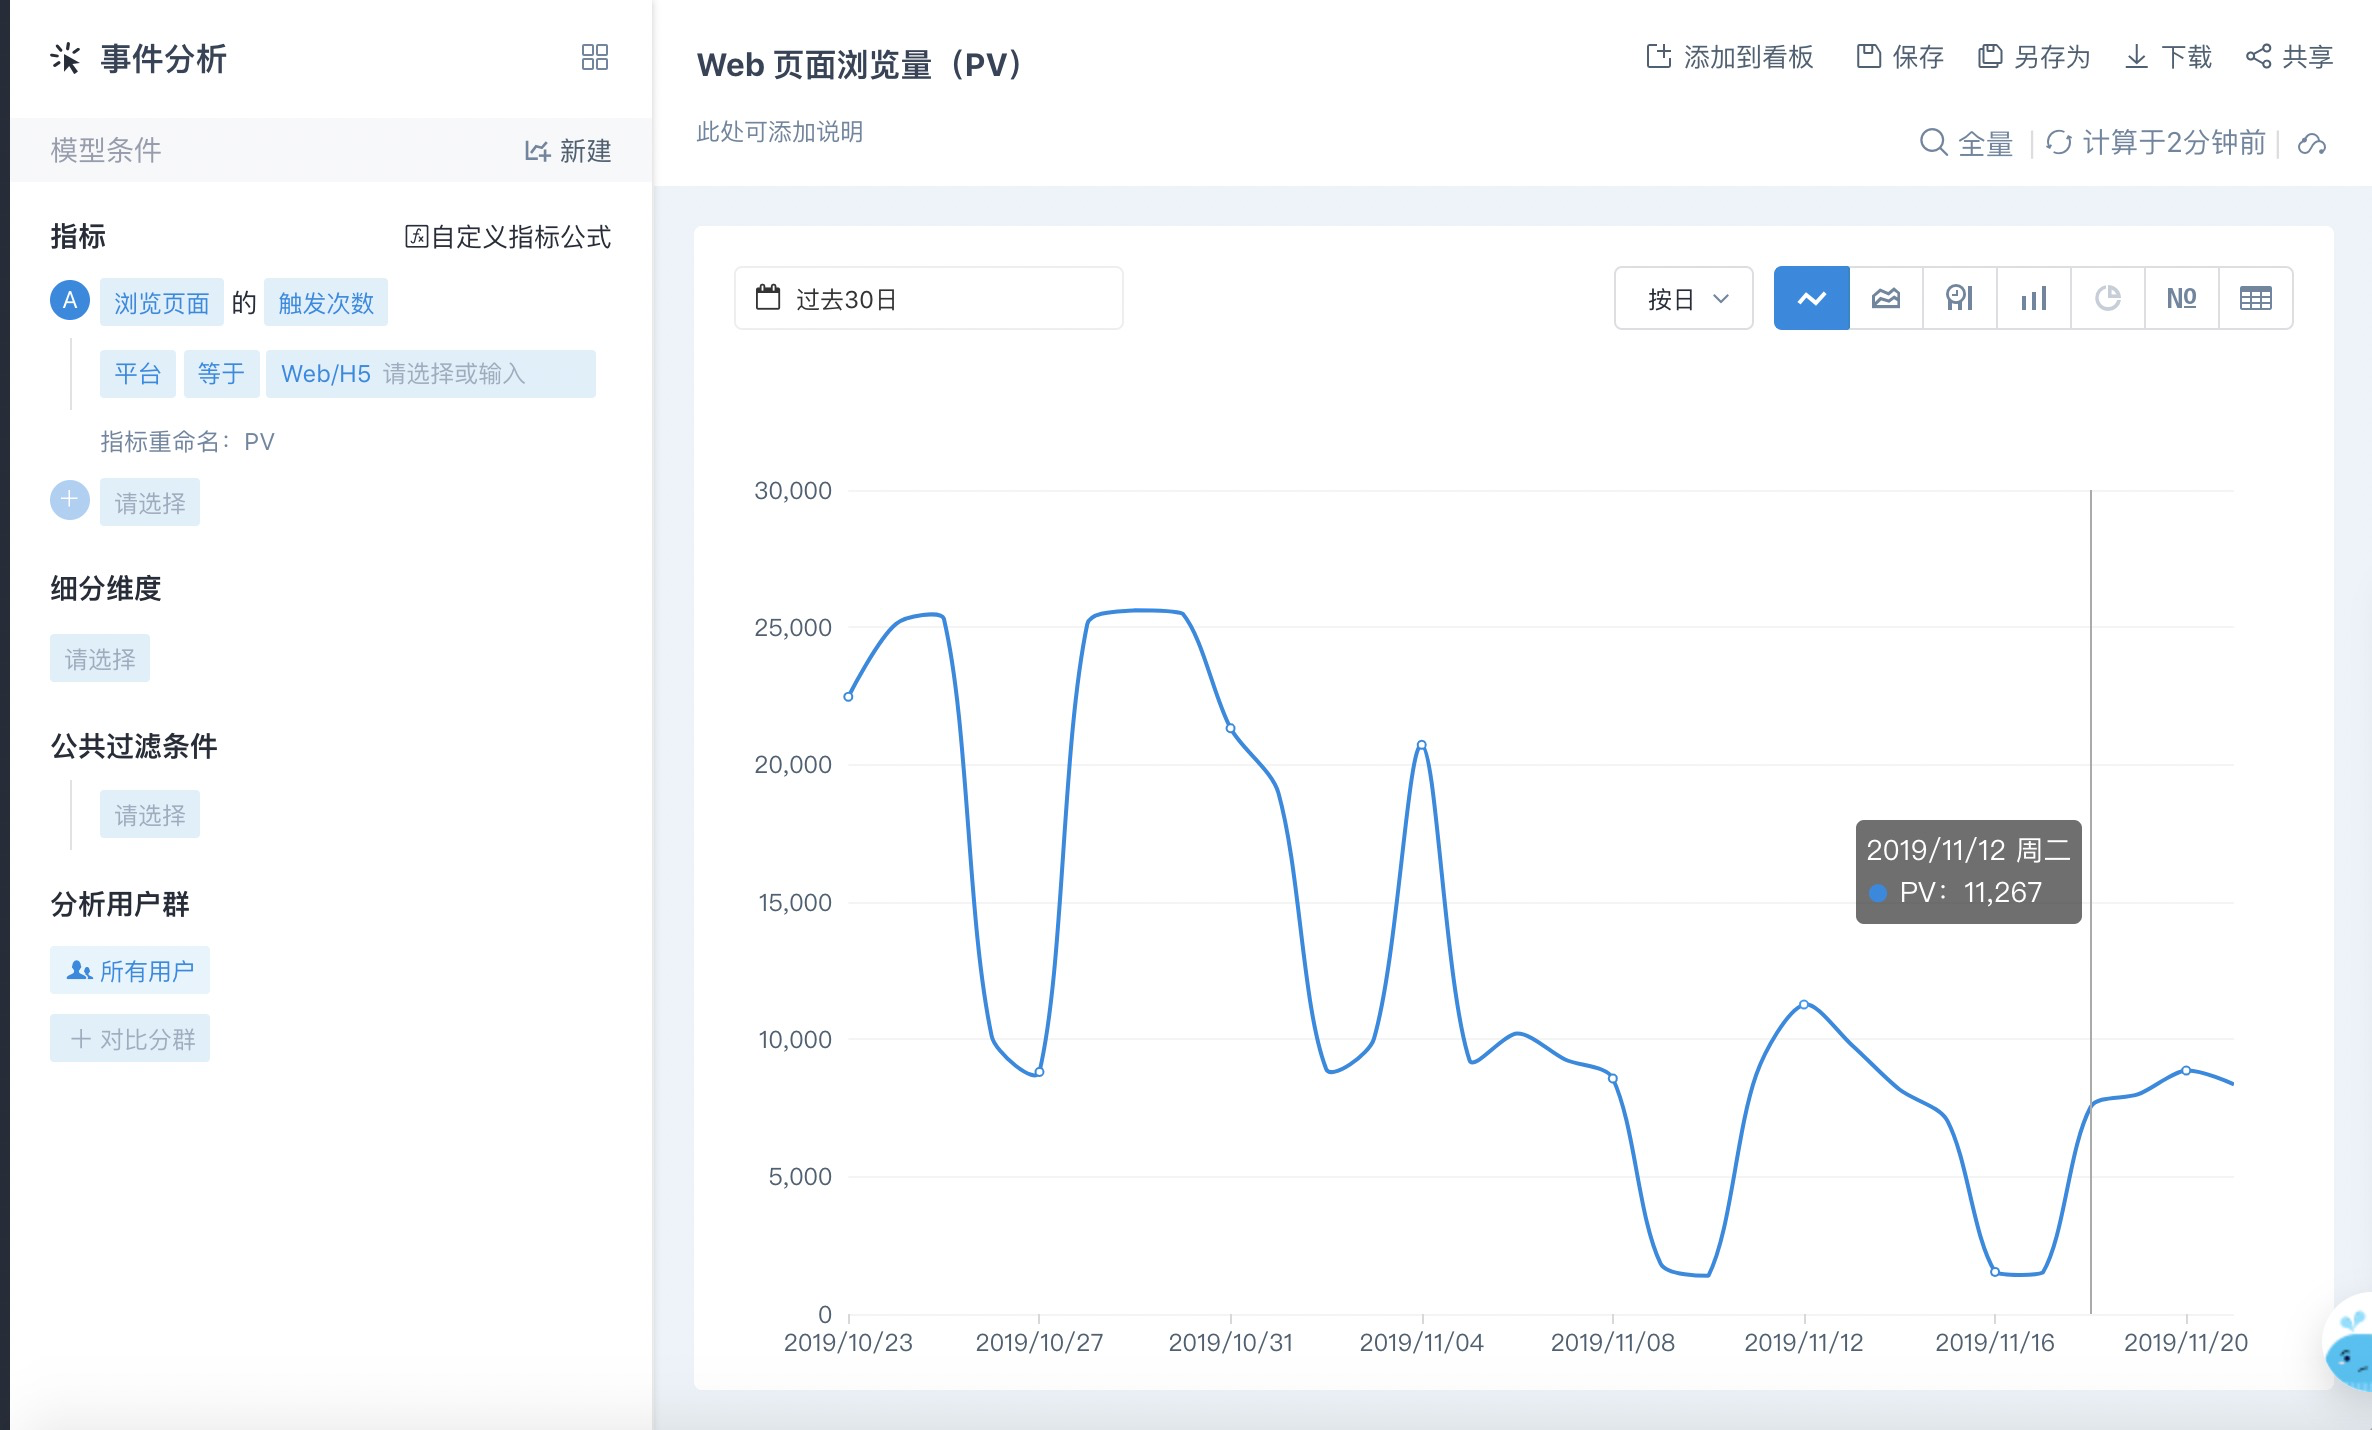 事件分析
模型条件 新建
指标 自定义指标公式
A 浏览页面 的 触发次数
平台 等于 Web/H5 请选择或输入
指标重命名：PV
请选择
细分维度
请选择
公共过滤条件
请选择
分析用户群
所有用户
对比分群
Web 页面浏览量（PV）
添加到看板 保存 另存为 下载 共享
此处可添加说明
全量 计算于2分钟前
过去30日
按日 Nº
30,000
25,000
20,000
15,000
10,000
5,000
0
2019/11/12 周二
PV：11,267
2019/10/23 2019/10/27 2019/10/31 2019/11/04 2019/11/08 2019/11/12 2019/11/16 2019/11/20